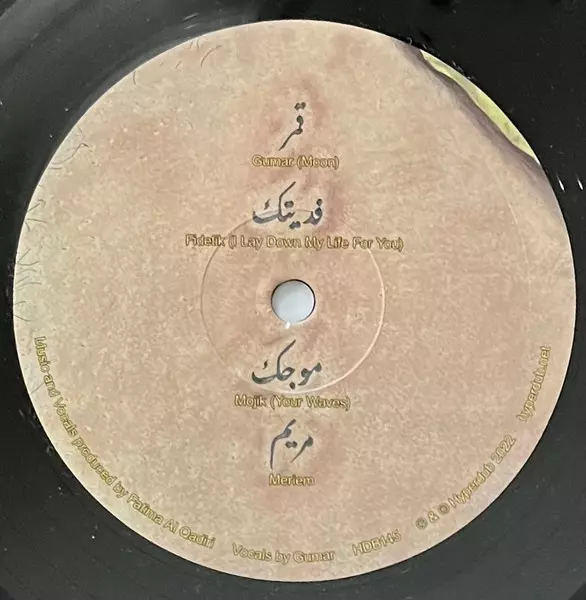 قمر
Gumar (Moon)
فديتك
Fidetik (I Lay Down My Life For You)
موجك
Mojik (Your Waves)
مريم
Meriem
Music and Vocals produced by Fatima Al Qadiri Vocals by Gumar HDB145 ℗ & © Hyperdub 2022 hyperdub.net